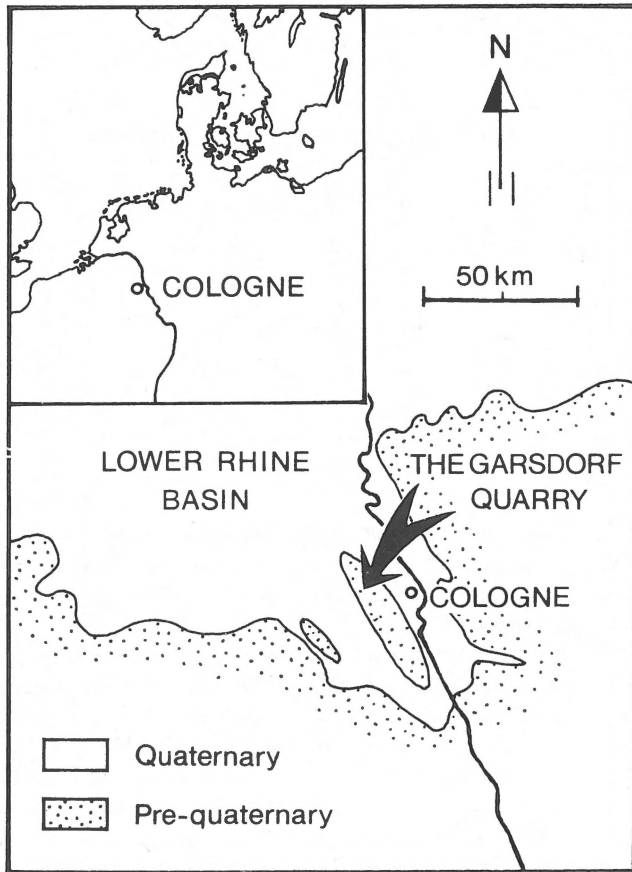 COLOGNE
N
50 km
LOWER RHINE
BASIN
THE GARSDORF
QUARRY
COLOGNE
Quaternary
Pre-quaternary